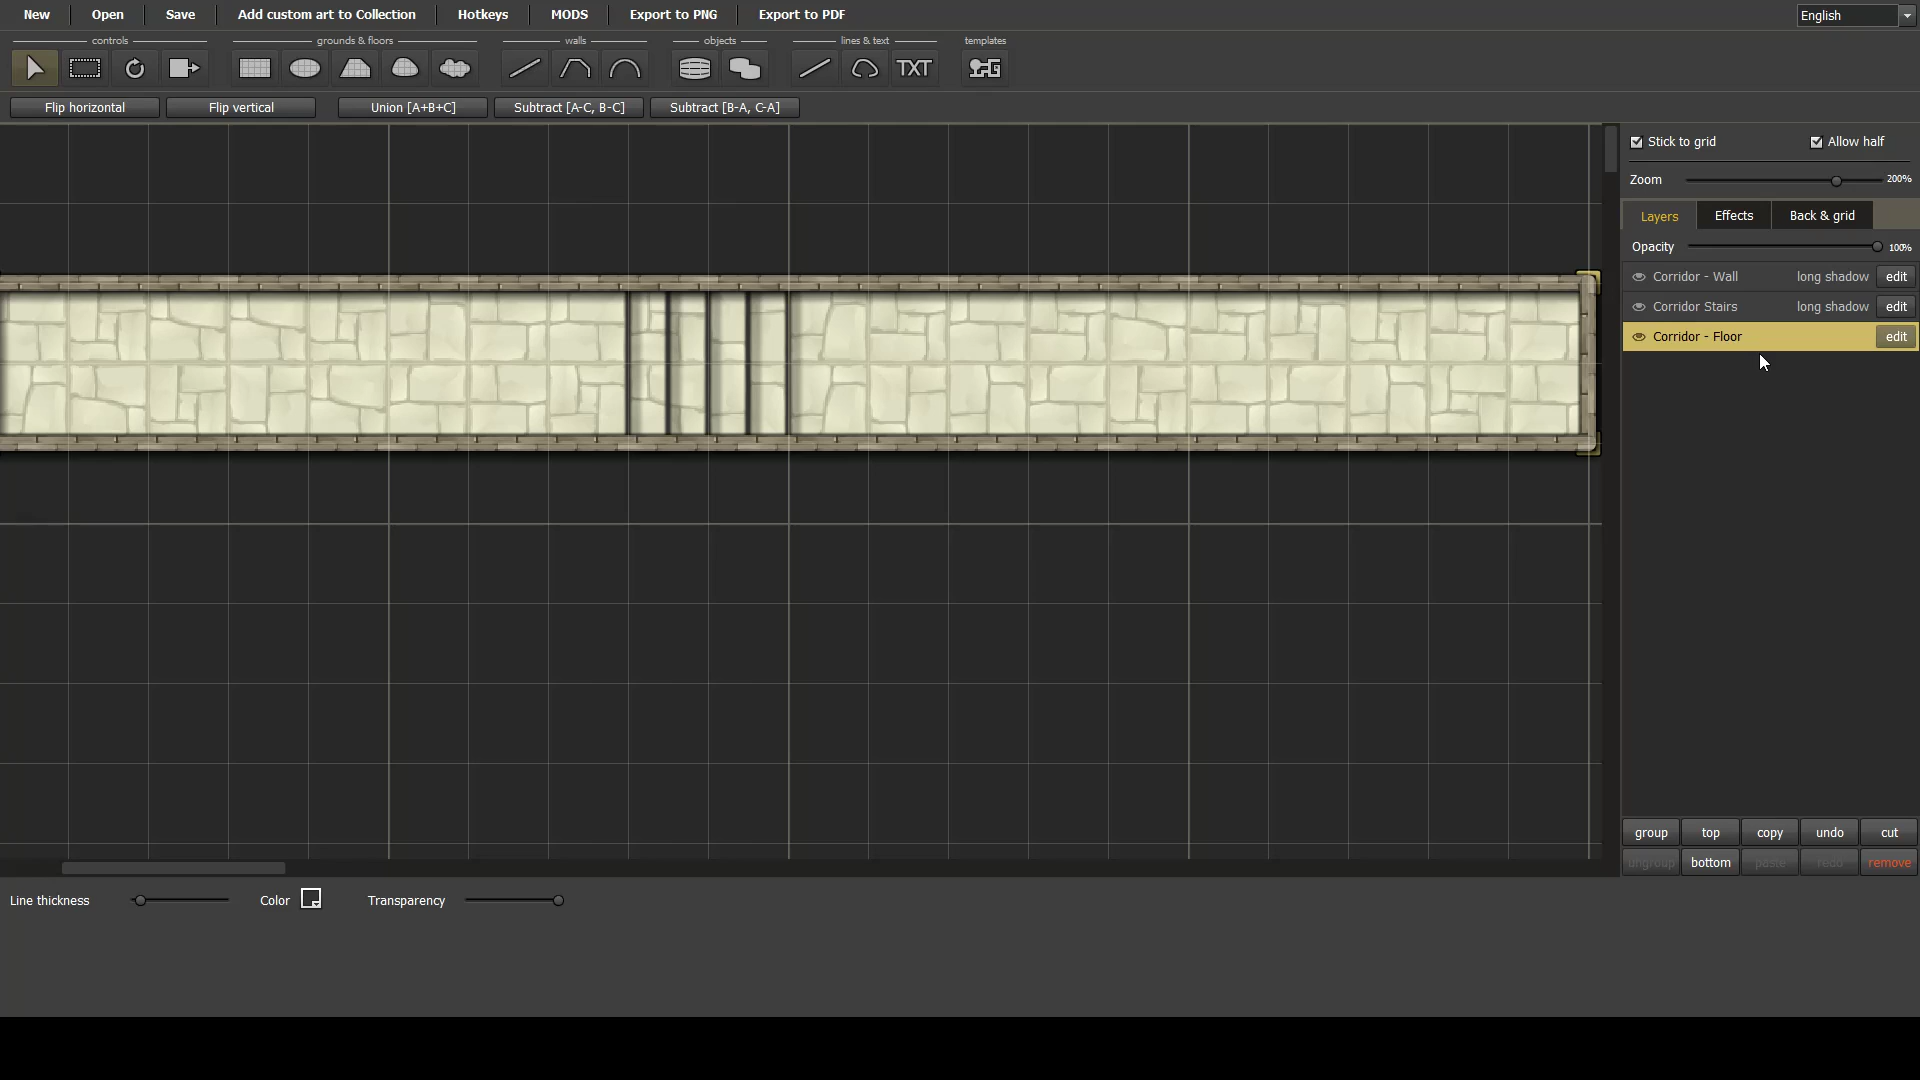 New Open Save Add custom art to Collection Hotkeys MODS Export to PNG Export to PDF English
controls grounds & floors walls objects lines & text templates
TXT
Flip horizontal Flip vertical Union [A+B+C] Subtract [A-C, B-C] Subtract [B-A, C-A]
Stick to grid Allow half
Zoom 200%
Layers Effects Back & grid
Opacity 100%
Corridor - Wall long shadow edit
Corridor Stairs long shadow edit
Corridor - Floor edit
group top copy undo cut
ungroup bottom paste redo remove
Line thickness Color Transparency